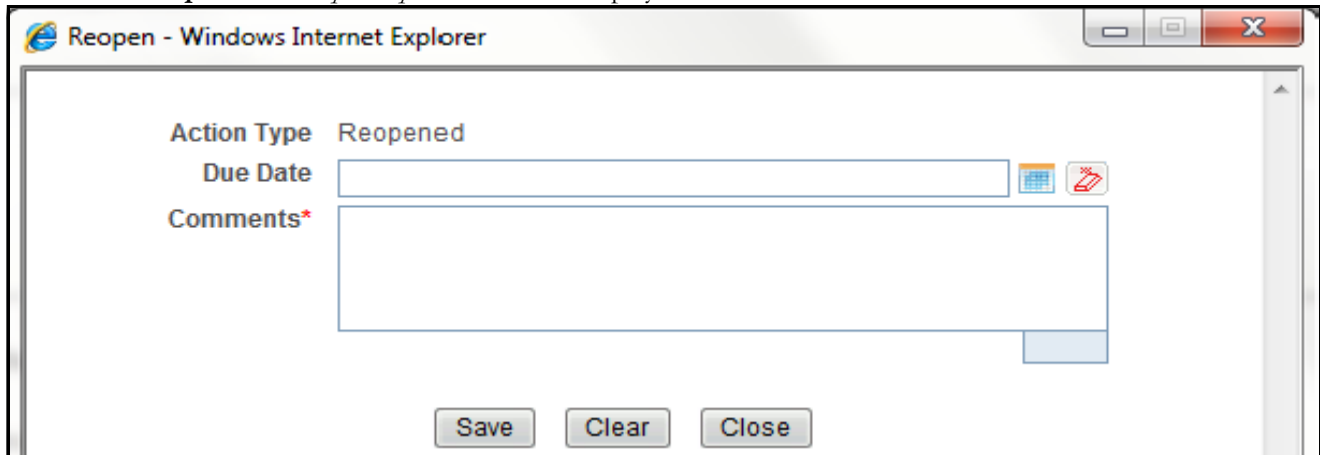 Reopen - Windows Internet Explorer
Action Type Reopened
Due Date
Comments*
Save Clear Close